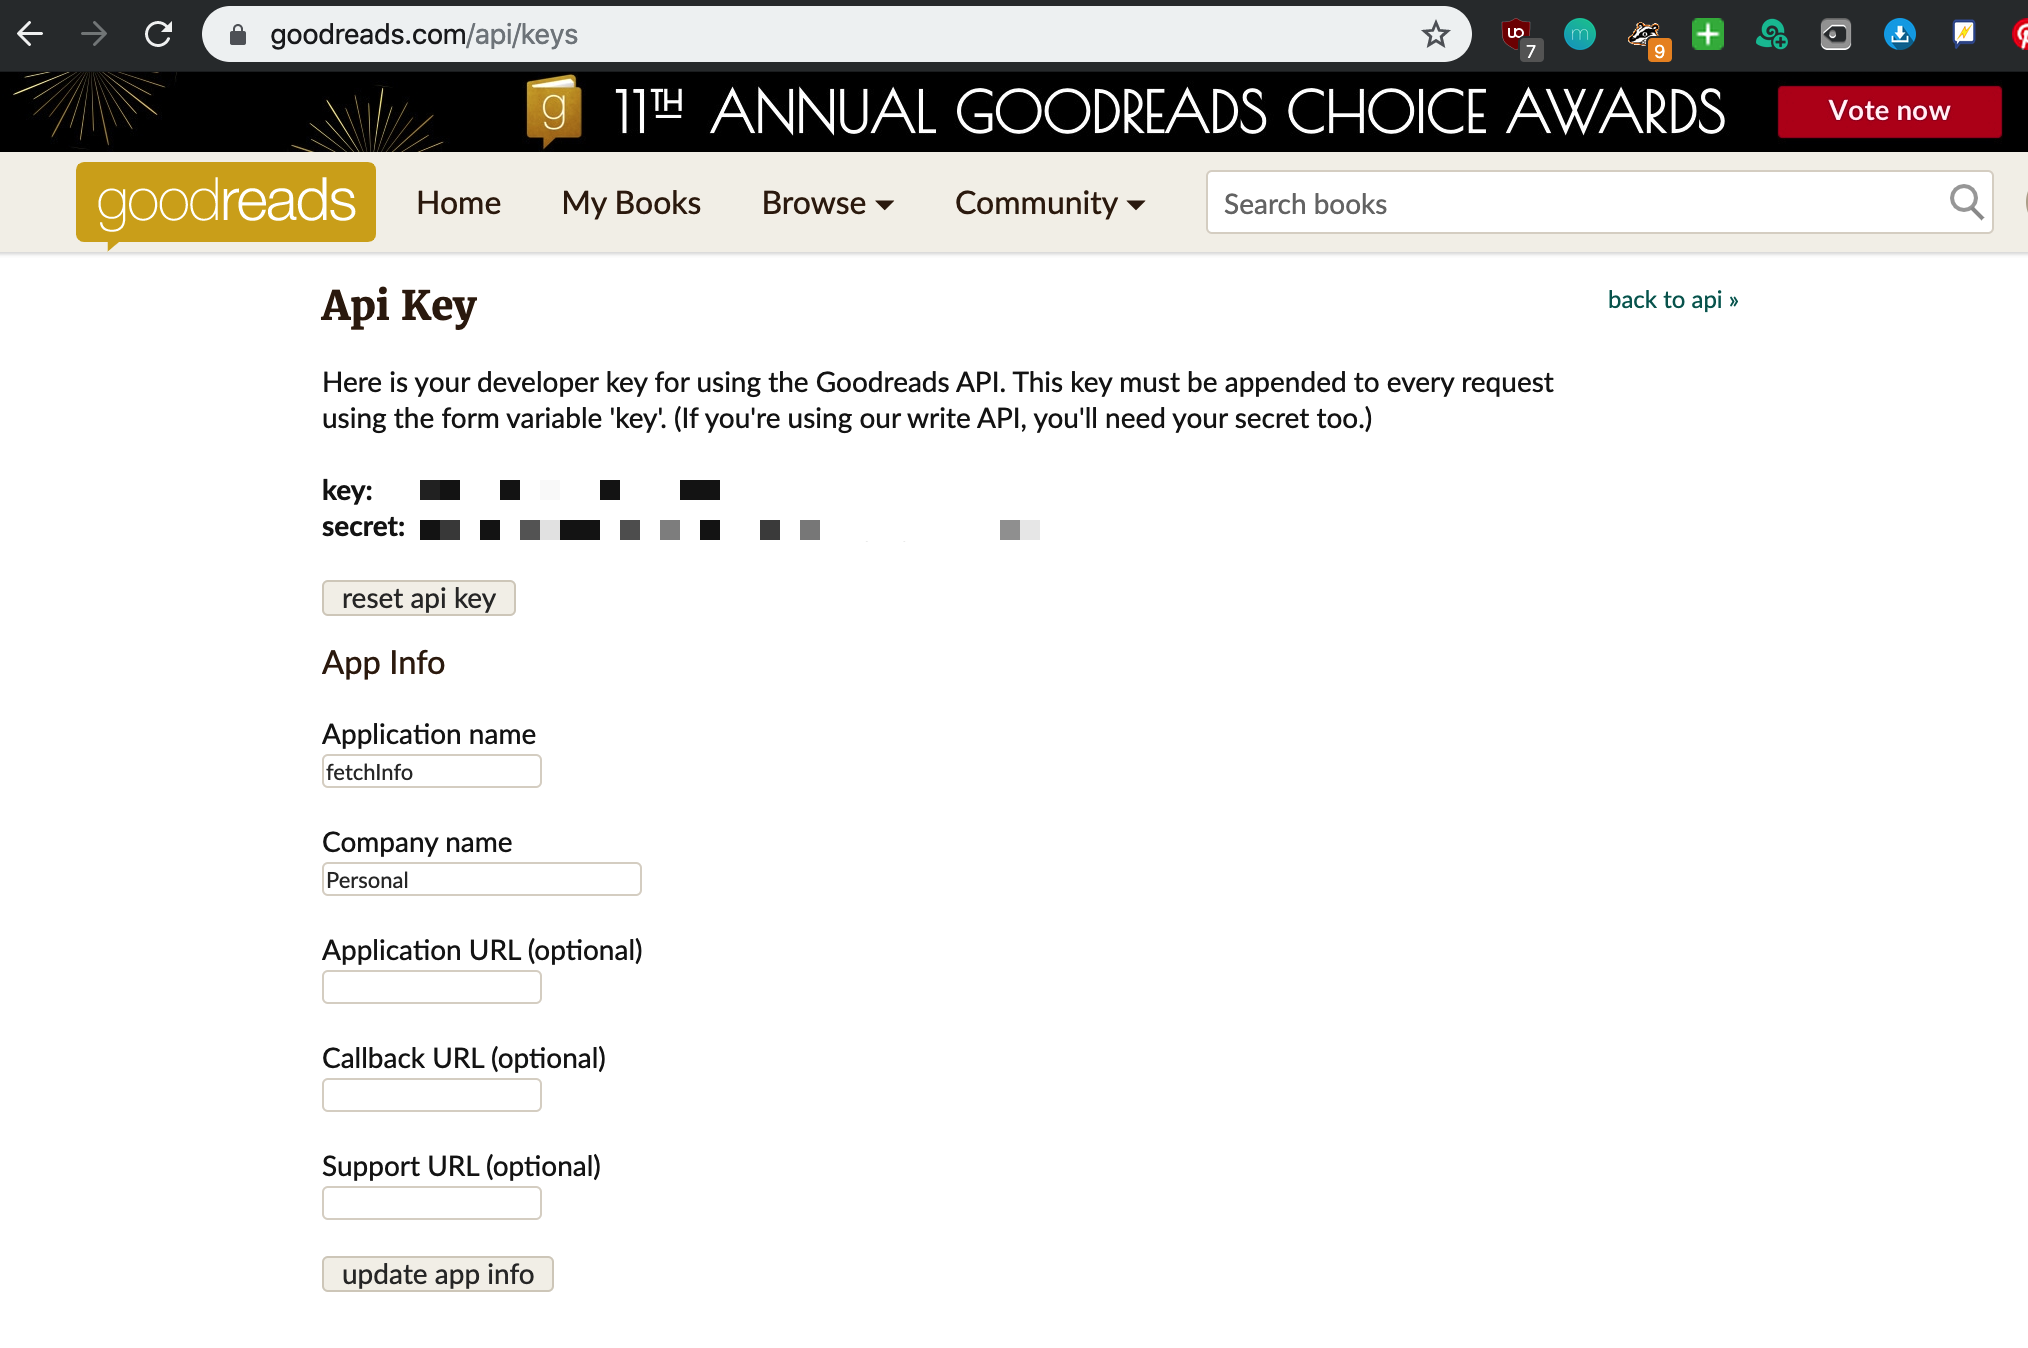 goodreads.com/api/keys
7
m
9
g
11TH ANNUAL GOODREADS CHOICE AWARDS
Vote now
goodreads
Home
My Books
Browse
Community
Search books
Api Key
back to api »
Here is your developer key for using the Goodreads API. This key must be appended to every request
using the form variable 'key'. (If you're using our write API, you'll need your secret too.)
key:
secret:
reset api key
App Info
Application name
fetchInfo
Company name
Personal
Application URL (optional)
Callback URL (optional)
Support URL (optional)
update app info